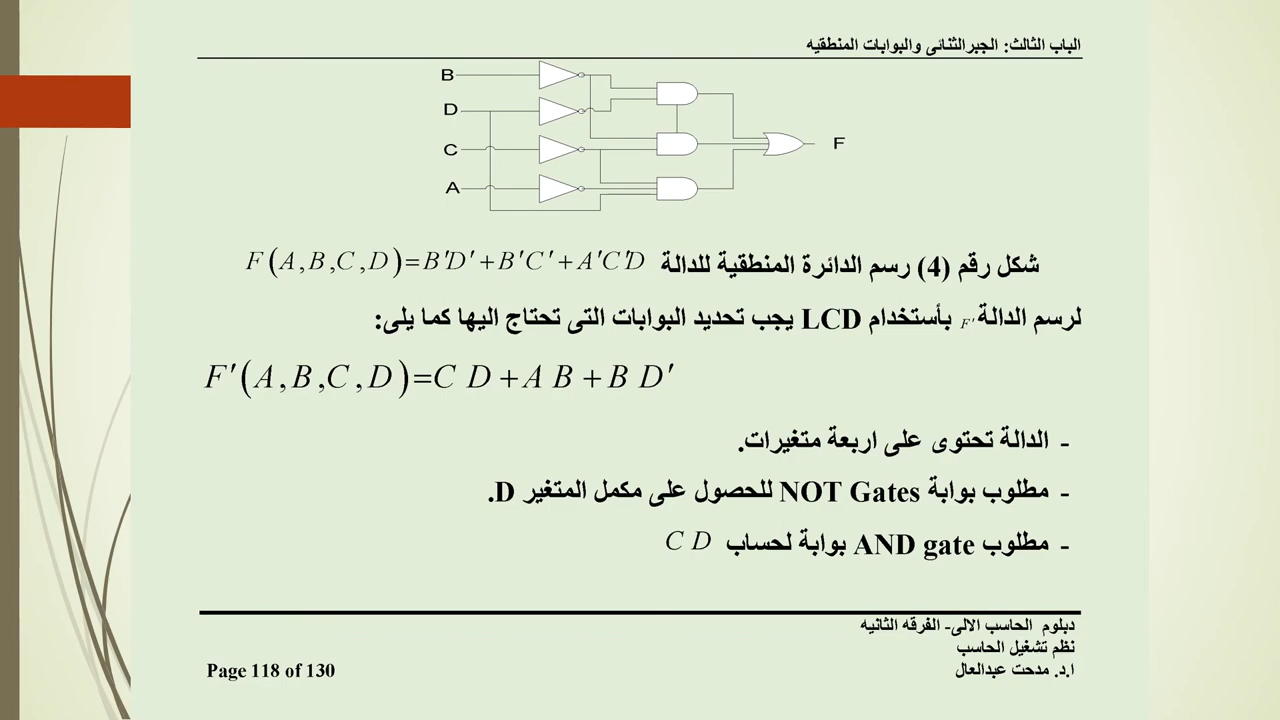 الباب الثالث: الجبرالثنائى والبوابات المنطقيه
B
D
C
A
F
شكل رقم (4) رسم الدائرة المنطقية للدالة F(A,B,C,D)=B′D′+B′C′+A′C′D
لرسم الدالة F′ بأستخدام LCD يجب تحديد البوابات التى تحتاج اليها كما يلى:
F′(A,B,C,D)=C D+A B+B D′
- الدالة تحتوى على اربعة متغيرات.
- مطلوب بوابة NOT Gates للحصول على مكمل المتغير D.
- مطلوب AND gate بوابة لحساب C D
دبلوم الحاسب الالى- الفرقه الثانيه
نظم تشغيل الحاسب
ا.د. مدحت عبدالعال
Page 118 of 130